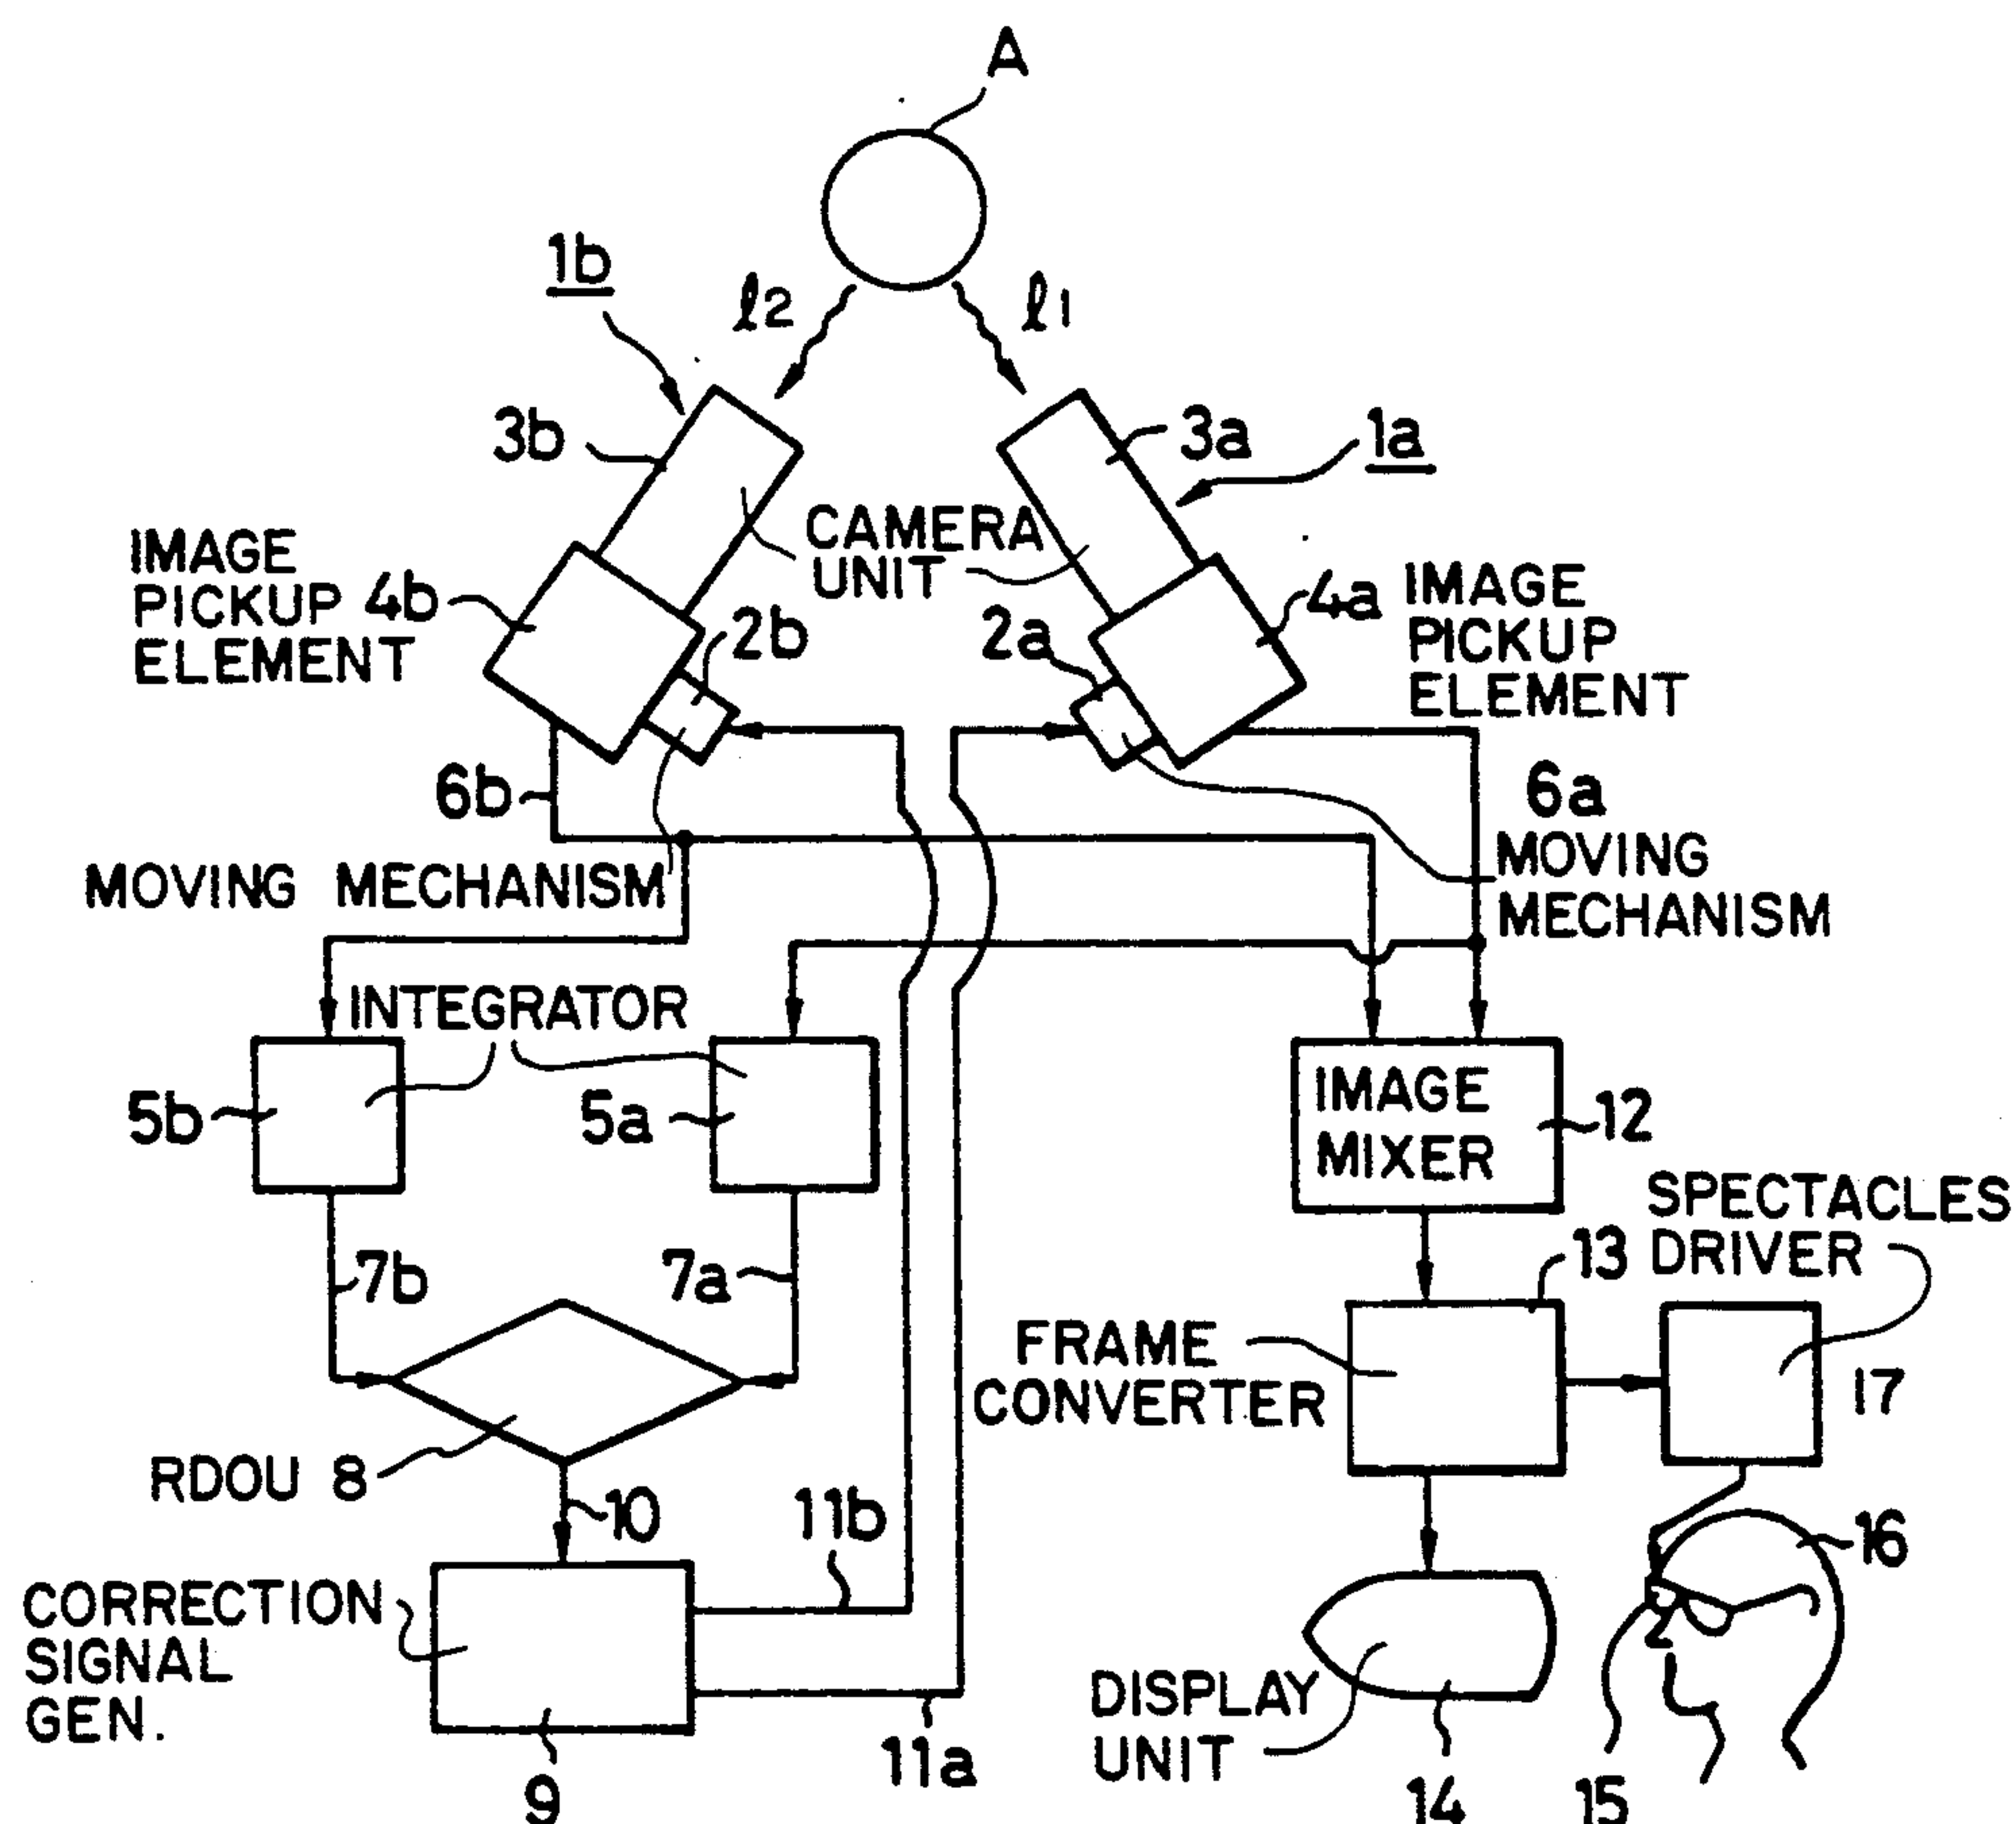 A
1b
ℓ2
ℓ1
3b
3a
1a
CAMERA
UNIT
IMAGE
PICKUP 4b
ELEMENT
2b
2a
4a IMAGE
PICKUP
ELEMENT
6b
6a
MOVING MECHANISM
MOVING
MECHANISM
INTEGRATOR
5b
5a
IMAGE
MIXER
12
SPECTACLES
DRIVER
7b
7a
13
FRAME
CONVERTER
17
RDOU 8
10
11b
16
CORRECTION
SIGNAL
GEN.
DISPLAY
UNIT
11a
9
14
15